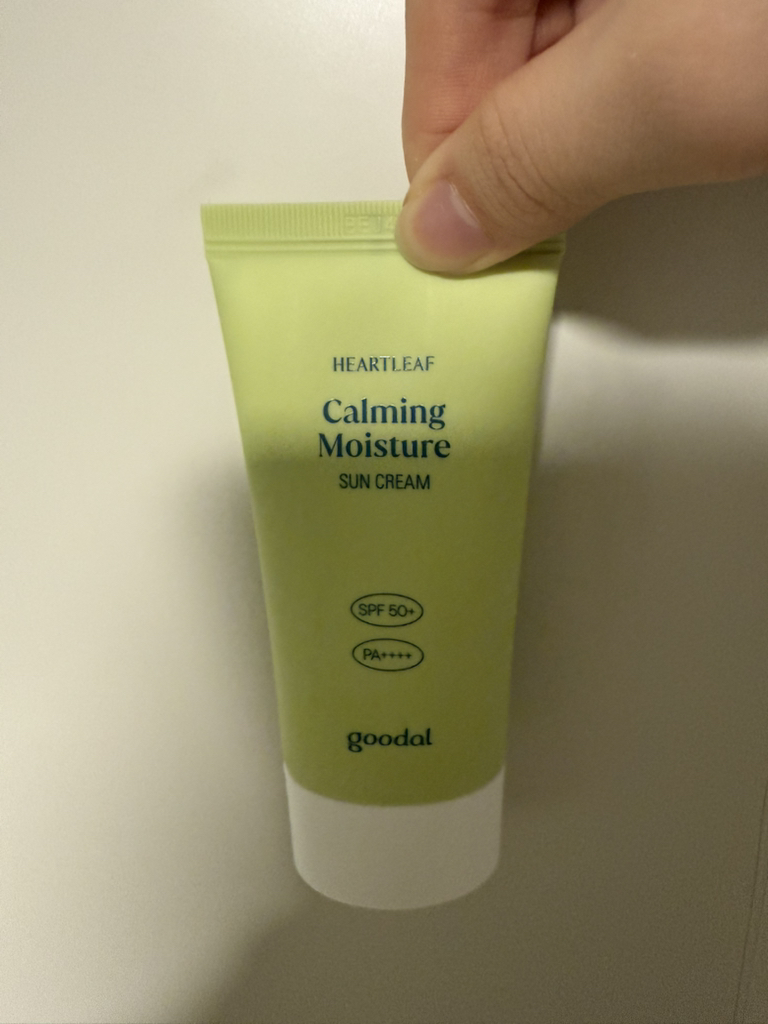 HEARTLEAF
Calming
Moisture
SUN CREAM
SPF 50+
PA++++
goodal